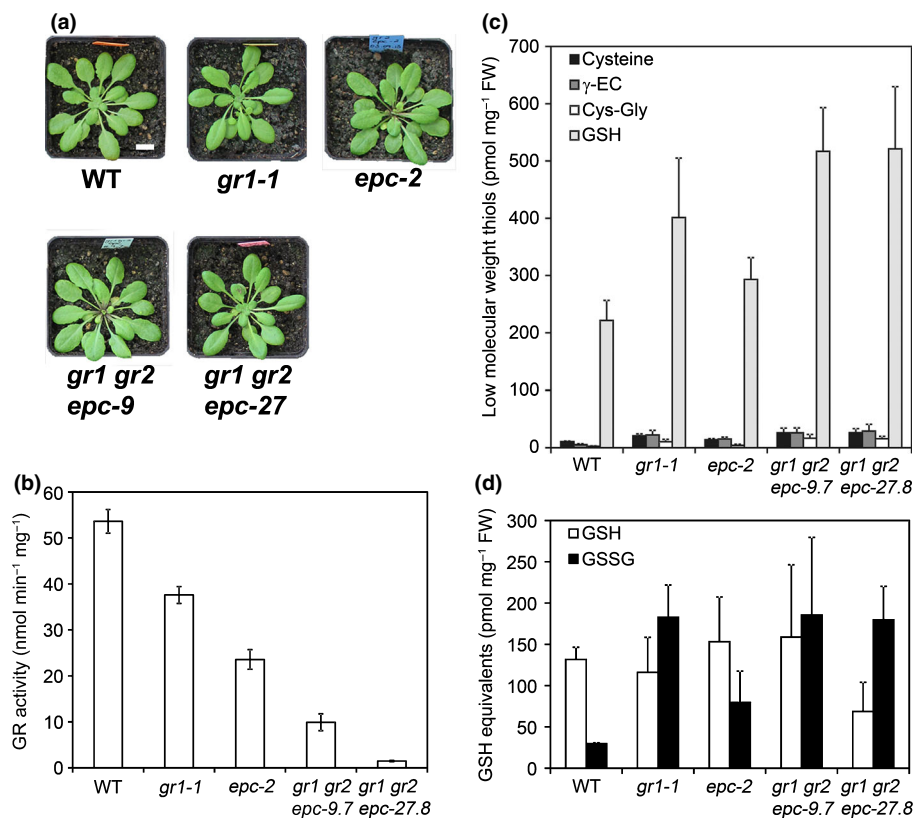 (a)
WT
gr1-1
epc-2
gr1 gr2
epc-9
gr1 gr2
epc-27
(b)
GR activity (nmol min⁻¹ mg⁻¹)
60
50
40
30
20
10
0
WT
gr1-1
epc-2
gr1 gr2
epc-9.7
gr1 gr2
epc-27.8
(c)
Low molecular weight thiols (pmol mg⁻¹ FW)
700
600
500
400
300
200
100
0
Cysteine
γ-EC
Cys-Gly
GSH
WT
gr1-1
epc-2
gr1 gr2
epc-9.7
gr1 gr2
epc-27.8
(d)
GSH equivalents (pmol mg⁻¹ FW)
300
250
200
150
100
50
0
GSH
GSSG
WT
gr1-1
epc-2
gr1 gr2
epc-9.7
gr1 gr2
epc-27.8